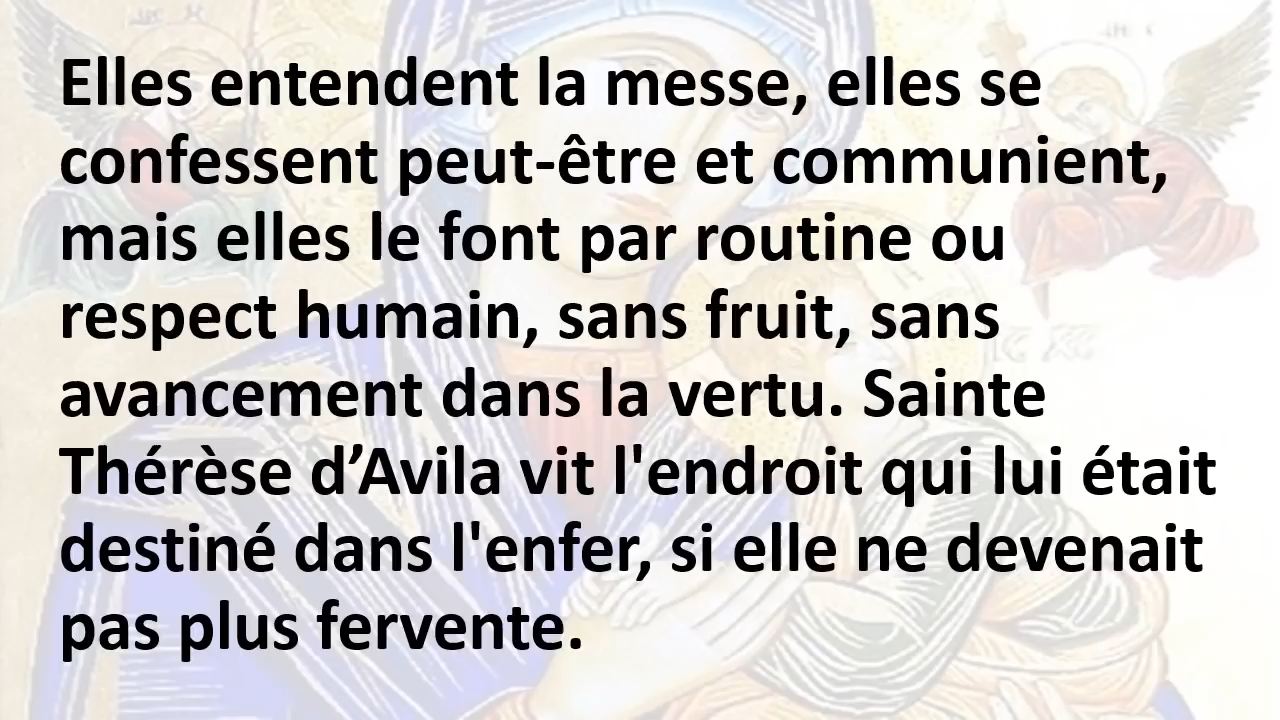 Elles entendent la messe, elles se
confessent peut-être et communient,
mais elles le font par routine ou
respect humain, sans fruit, sans
avancement dans la vertu. Sainte
Thérèse d’Avila vit l'endroit qui lui était
destiné dans l'enfer, si elle ne devenait
pas plus fervente.